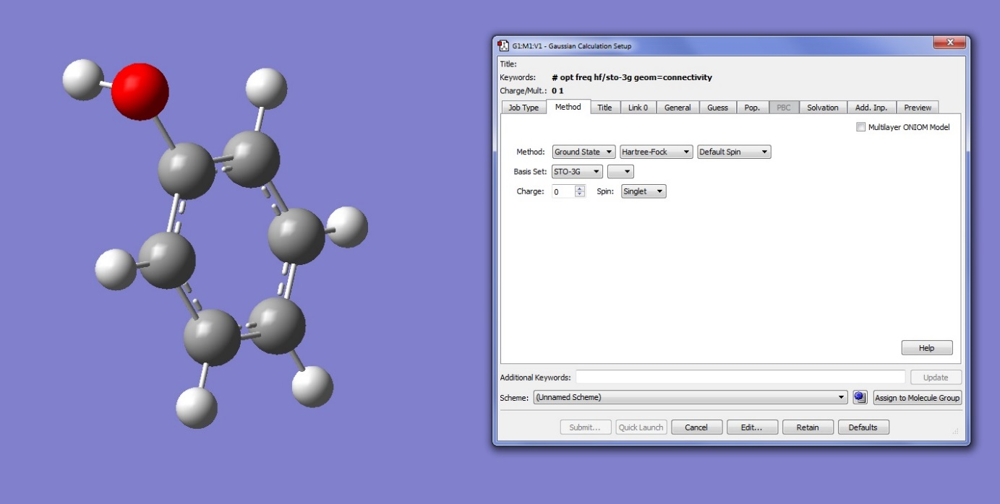 G1:M1:V1 - Gaussian Calculation Setup
Title:
Keywords: # opt freq hf/sto-3g geom=connectivity
Charge/Mult.: 0 1
Job Type Method Title Link 0 General Guess Pop. PBC Solvation Add. Inp. Preview
Multilayer ONIOM Model
Method: Ground State Hartree-Fock Default Spin
Basis Set: STO-3G
Charge: 0 Spin: Singlet
Help
Additional Keywords: Update
Scheme: (Unnamed Scheme) Assign to Molecule Group
Submit... Quick Launch Cancel Edit... Retain Defaults